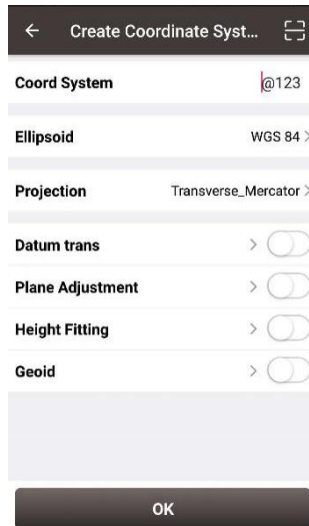 Create Coordinate Syst...
Coord System @123
Ellipsoid WGS 84
Projection Transverse_Mercator
Datum trans
Plane Adjustment
Height Fitting
Geoid
OK